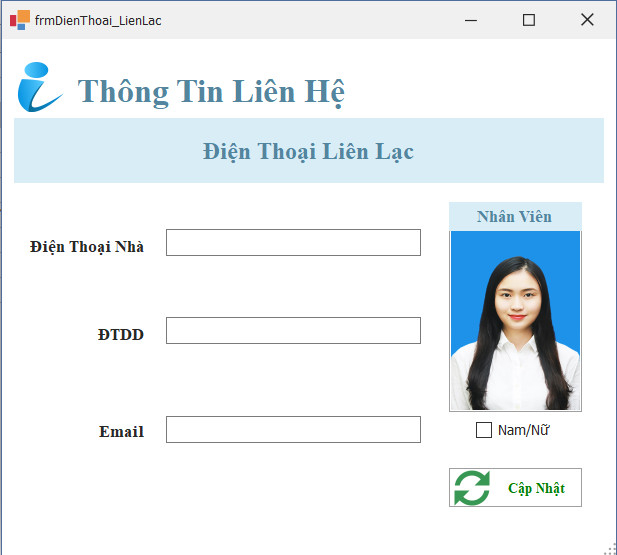 frmDienThoai_LienLac
Thông Tin Liên Hệ
Điện Thoại Liên Lạc
Nhân Viên
Điện Thoại Nhà
ĐTDD
Email
Nam/Nữ
Cập Nhật